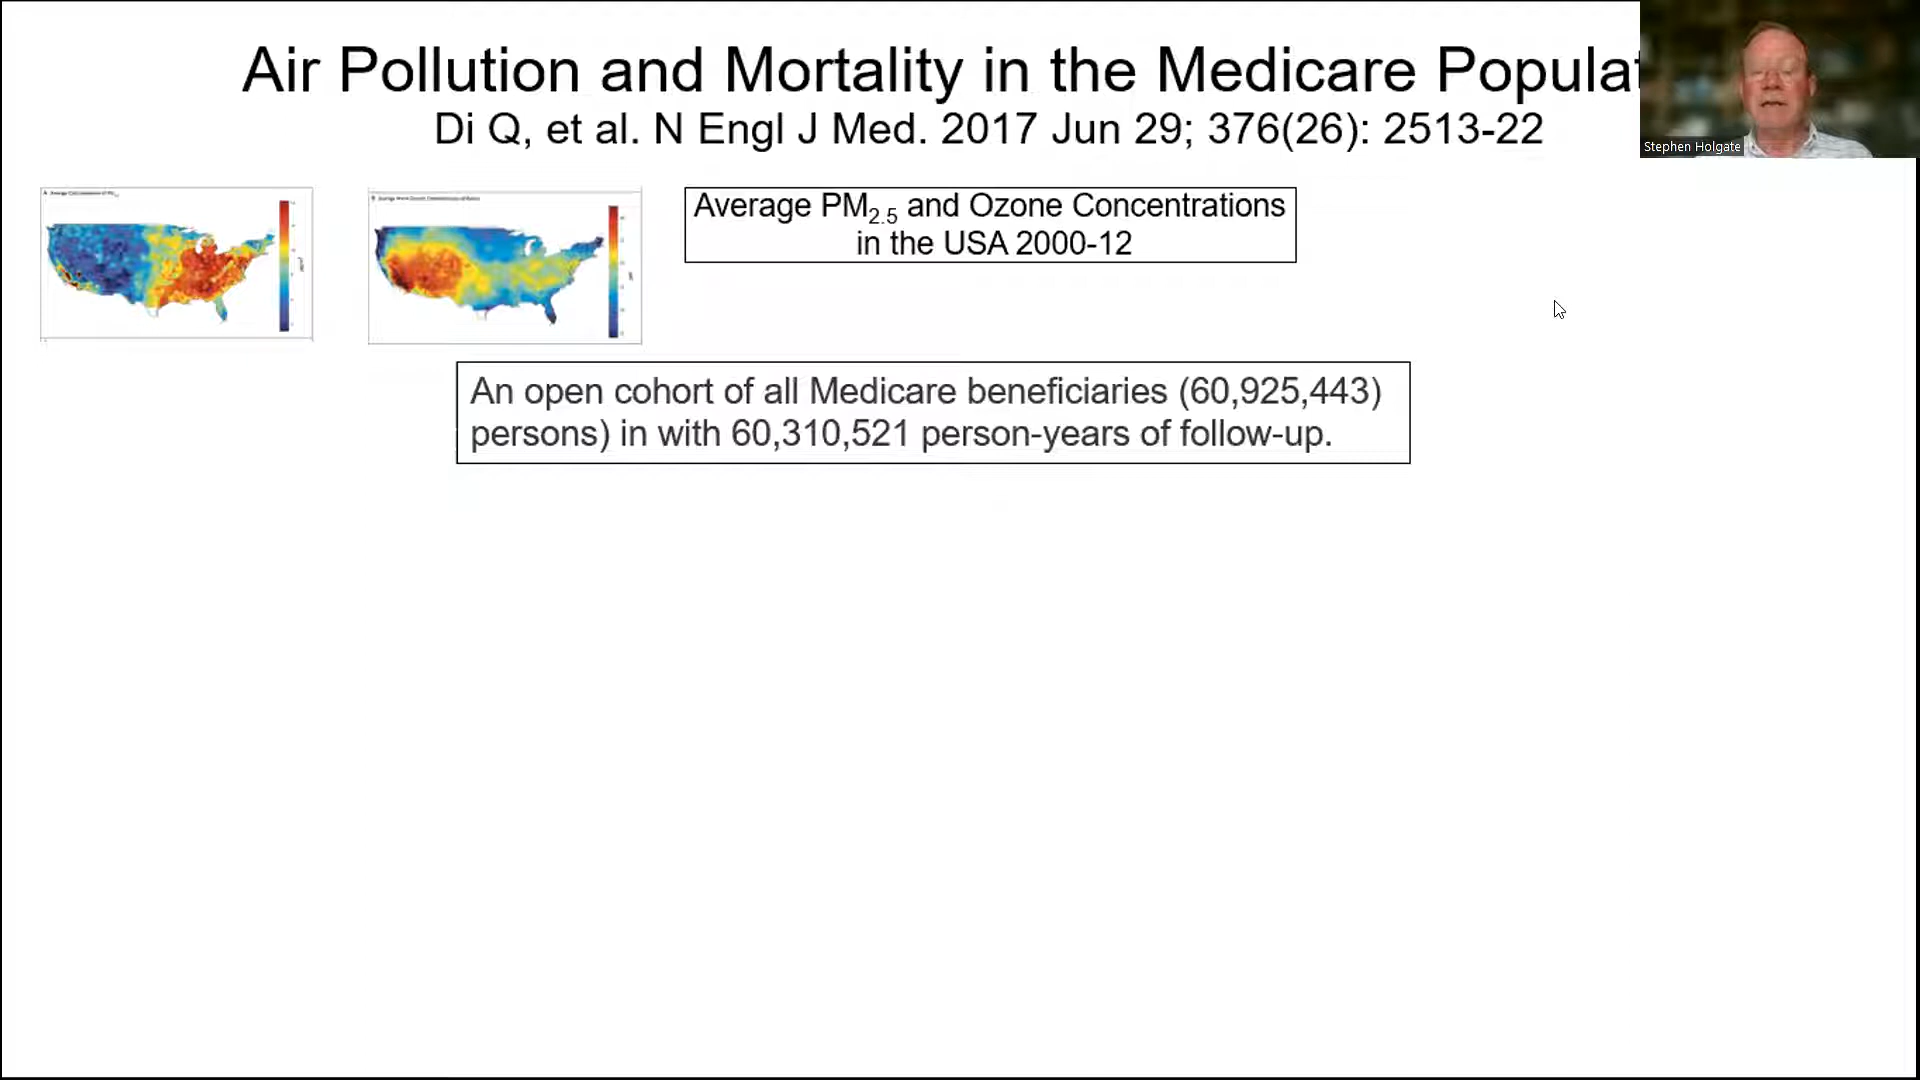 Air Pollution and Mortality in the Medicare Populat
Di Q, et al. N Engl J Med. 2017 Jun 29; 376(26): 2513-22
Stephen Holgate
Average PM2.5 and Ozone Concentrations
in the USA 2000-12
An open cohort of all Medicare beneficiaries (60,925,443)
persons) in with 60,310,521 person-years of follow-up.